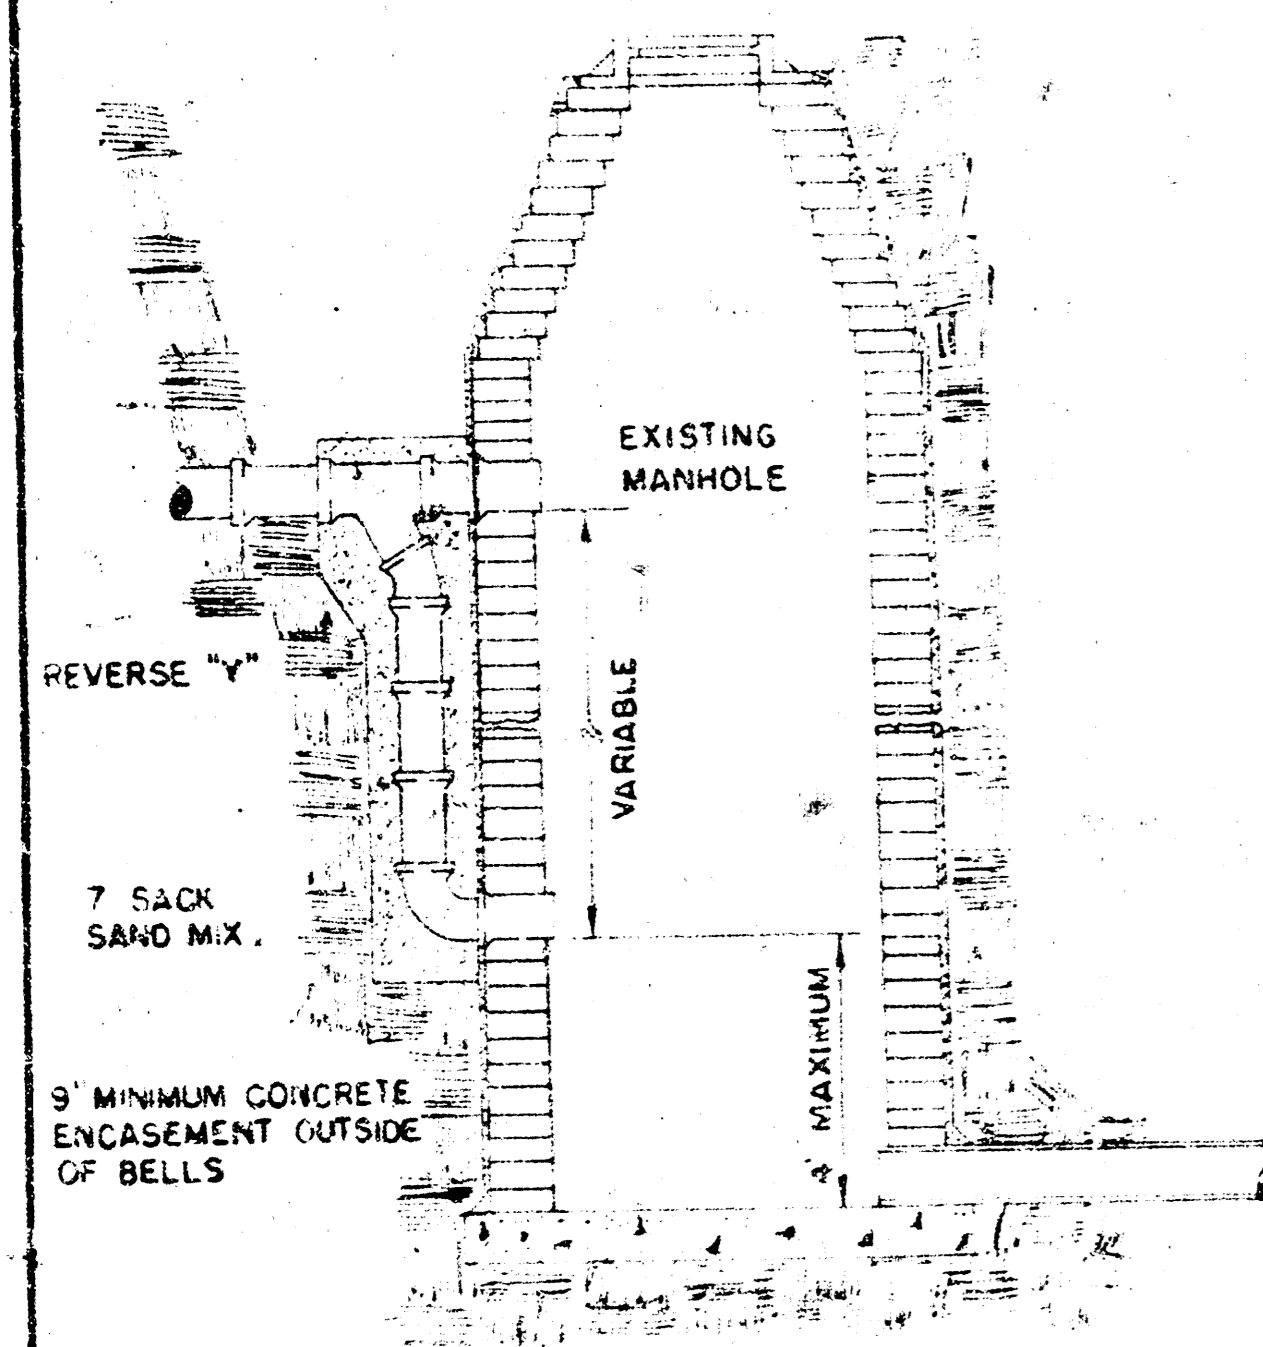 EXISTING
MANHOLE
REVERSE "Y"
VARIABLE
7 SACK
SAND MIX.
MAXIMUM
9" MINIMUM CONCRETE
ENCASEMENT OUTSIDE
OF BELLS